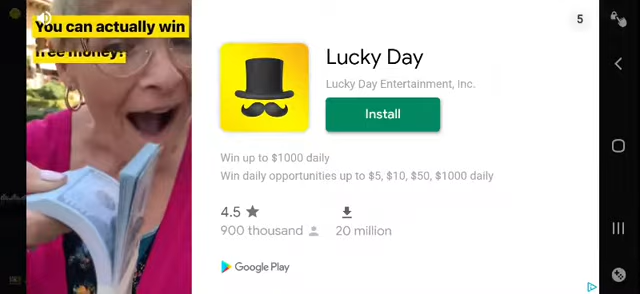 You can actually win
free money!
5
Lucky Day
Lucky Day Entertainment, Inc.
Install
Win up to $1000 daily
Win daily opportunities up to $5, $10, $50, $1000 daily
4.5
900 thousand
20 million
Google Play